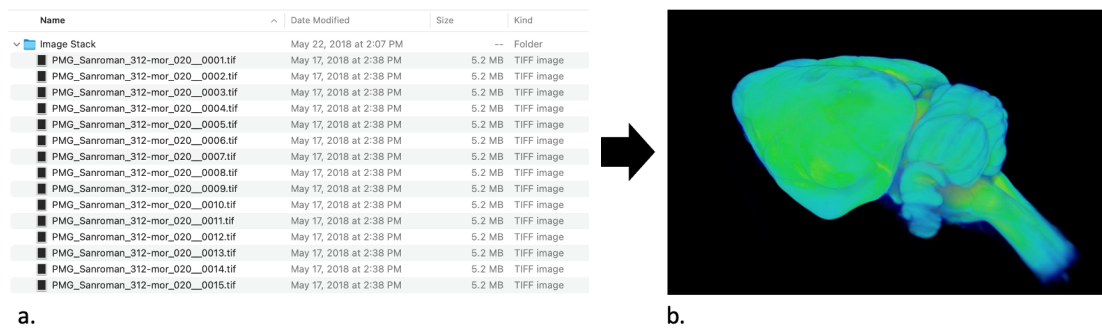 Name Date Modified Size Kind
Image Stack May 22, 2018 at 2:07 PM -- Folder
PMG_Sanroman_312-mor_020__0001.tif May 17, 2018 at 2:38 PM 5.2 MB TIFF image
PMG_Sanroman_312-mor_020__0002.tif May 17, 2018 at 2:38 PM 5.2 MB TIFF image
PMG_Sanroman_312-mor_020__0003.tif May 17, 2018 at 2:38 PM 5.2 MB TIFF image
PMG_Sanroman_312-mor_020__0004.tif May 17, 2018 at 2:38 PM 5.2 MB TIFF image
PMG_Sanroman_312-mor_020__0005.tif May 17, 2018 at 2:38 PM 5.2 MB TIFF image
PMG_Sanroman_312-mor_020__0006.tif May 17, 2018 at 2:38 PM 5.2 MB TIFF image
PMG_Sanroman_312-mor_020__0007.tif May 17, 2018 at 2:38 PM 5.2 MB TIFF image
PMG_Sanroman_312-mor_020__0008.tif May 17, 2018 at 2:38 PM 5.2 MB TIFF image
PMG_Sanroman_312-mor_020__0009.tif May 17, 2018 at 2:38 PM 5.2 MB TIFF image
PMG_Sanroman_312-mor_020__0010.tif May 17, 2018 at 2:38 PM 5.2 MB TIFF image
PMG_Sanroman_312-mor_020__0011.tif May 17, 2018 at 2:38 PM 5.2 MB TIFF image
PMG_Sanroman_312-mor_020__0012.tif May 17, 2018 at 2:38 PM 5.2 MB TIFF image
PMG_Sanroman_312-mor_020__0013.tif May 17, 2018 at 2:38 PM 5.2 MB TIFF image
PMG_Sanroman_312-mor_020__0014.tif May 17, 2018 at 2:38 PM 5.2 MB TIFF image
PMG_Sanroman_312-mor_020__0015.tif May 17, 2018 at 2:38 PM 5.2 MB TIFF image
a.
b.